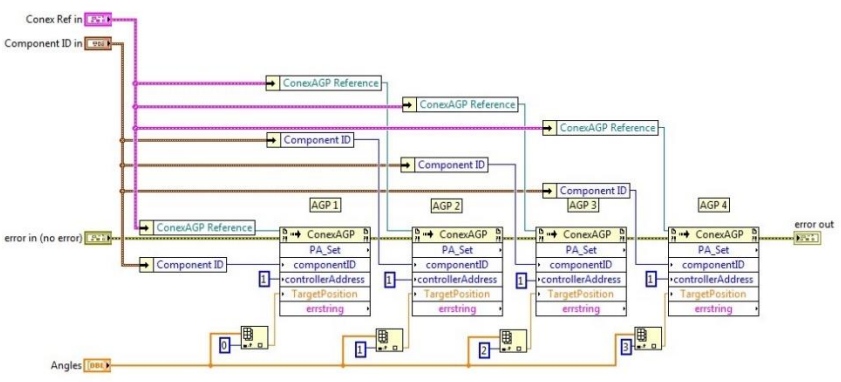 Conex Ref in
Component ID in
ConexAGP Reference
ConexAGP Reference
ConexAGP Reference
Component ID
Component ID
Component ID
AGP 1
AGP 2
AGP 3
AGP 4
ConexAGP Reference
error in (no error)
Component ID
ConexAGP
PA_Set
componentID
1
controllerAddress
TargetPosition
errstring
ConexAGP
PA_Set
componentID
1
controllerAddress
TargetPosition
errstring
ConexAGP
PA_Set
componentID
1
controllerAddress
TargetPosition
errstring
ConexAGP
PA_Set
componentID
1
controllerAddress
TargetPosition
errstring
error out
0
1
2
3
Angles
DBL